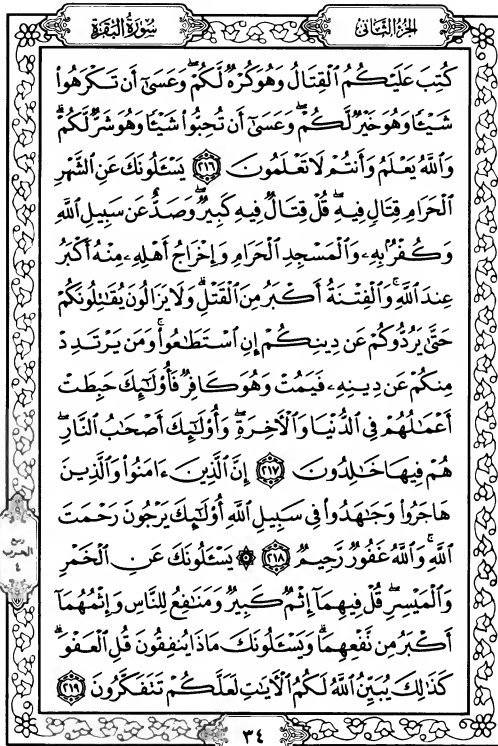 سُورَةُ البَقَرَةِ
الجُزْءُ الثَّانِي
كُتِبَ عَلَيْكُمُ ٱلْقِتَالُ وَهُوَ كُرْهٌ لَّكُمْ ۖ وَعَسَىٰٓ أَن تَكْرَهُوا۟
شَيْـًٔا وَهُوَ خَيْرٌ لَّكُمْ ۖ وَعَسَىٰٓ أَن تُحِبُّوا۟ شَيْـًٔا وَهُوَ شَرٌّ لَّكُمْ ۗ
وَٱللَّهُ يَعْلَمُ وَأَنتُمْ لَا تَعْلَمُونَ ٢١٦ يَسْـَٔلُونَكَ عَنِ ٱلشَّهْرِ
ٱلْحَرَامِ قِتَالٍ فِيهِ ۖ قُلْ قِتَالٌ فِيهِ كَبِيرٌ ۖ وَصَدٌّ عَن سَبِيلِ ٱللَّهِ
وَكُفْرٌۢ بِهِۦ وَٱلْمَسْجِدِ ٱلْحَرَامِ وَإِخْرَاجُ أَهْلِهِۦ مِنْهُ أَكْبَرُ
عِندَ ٱللَّهِ ۚ وَٱلْفِتْنَةُ أَكْبَرُ مِنَ ٱلْقَتْلِ ۗ وَلَا يَزَالُونَ يُقَـٰتِلُونَكُمْ
حَتَّىٰ يَرُدُّوكُمْ عَن دِينِكُمْ إِنِ ٱسْتَطَـٰعُوا۟ ۚ وَمَن يَرْتَدِدْ
مِنكُمْ عَن دِينِهِۦ فَيَمُتْ وَهُوَ كَافِرٌ فَأُو۟لَـٰٓئِكَ حَبِطَتْ
أَعْمَـٰلُهُمْ فِى ٱلدُّنْيَا وَٱلْـَٔاخِرَةِ ۖ وَأُو۟لَـٰٓئِكَ أَصْحَـٰبُ ٱلنَّارِ ۖ
هُمْ فِيهَا خَـٰلِدُونَ ٢١٧ إِنَّ ٱلَّذِينَ ءَامَنُوا۟ وَٱلَّذِينَ
هَاجَرُوا۟ وَجَـٰهَدُوا۟ فِى سَبِيلِ ٱللَّهِ أُو۟لَـٰٓئِكَ يَرْجُونَ رَحْمَتَ
ٱللَّهِ ۚ وَٱللَّهُ غَفُورٌ رَّحِيمٌ ٢١٨ ۞ يَسْـَٔلُونَكَ عَنِ ٱلْخَمْرِ
وَٱلْمَيْسِرِ ۖ قُلْ فِيهِمَآ إِثْمٌ كَبِيرٌ وَمَنَـٰفِعُ لِلنَّاسِ وَإِثْمُهُمَآ
أَكْبَرُ مِن نَّفْعِهِمَا ۗ وَيَسْـَٔلُونَكَ مَاذَا يُنفِقُونَ قُلِ ٱلْعَفْوَ ۗ
كَذَٰلِكَ يُبَيِّنُ ٱللَّهُ لَكُمُ ٱلْـَٔايَـٰتِ لَعَلَّكُمْ تَتَفَكَّرُونَ ٢١٩
ربع
الحزب
٤
٣٤